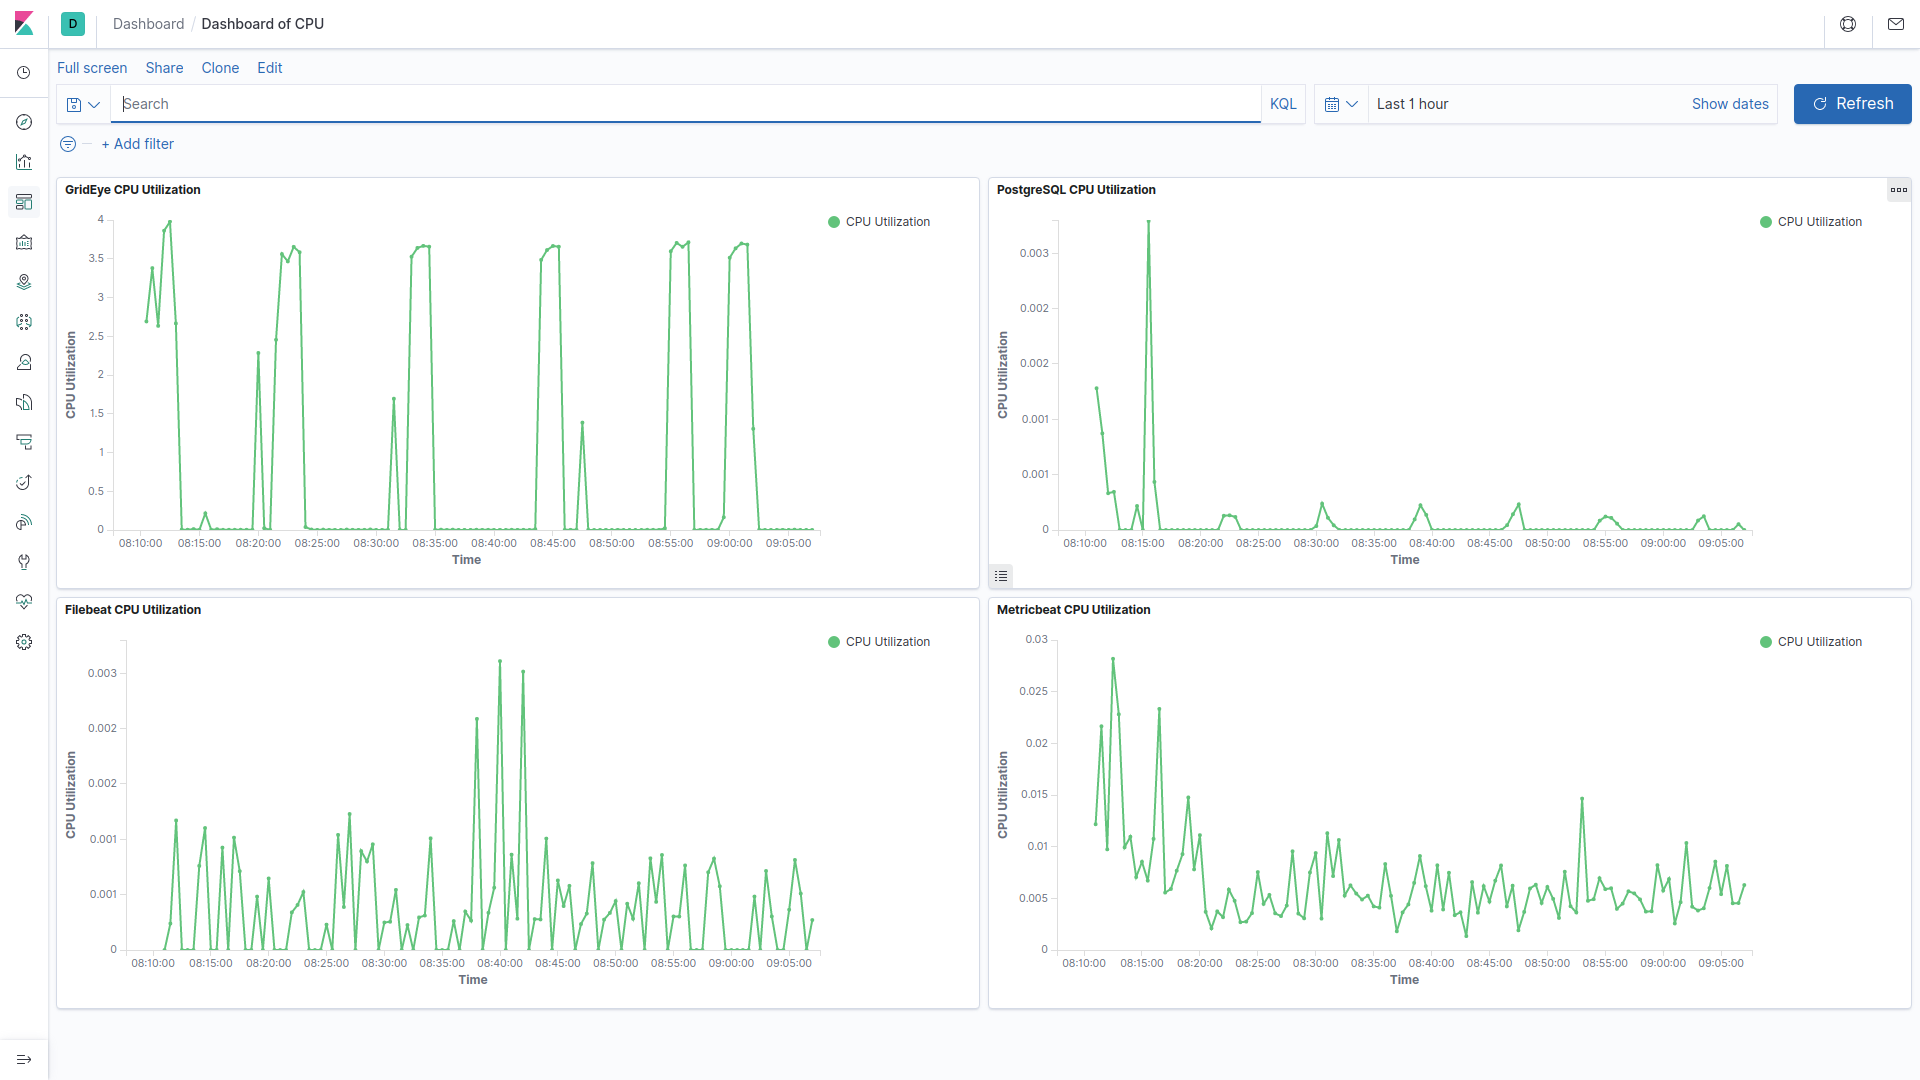 D Dashboard / Dashboard of CPU
Full screen Share Clone Edit
Search KQL Last 1 hour Show dates Refresh
+ Add filter
GridEye CPU Utilization
CPU Utilization
4
3.5
3
2.5
2
1.5
1
0.5
0
CPU Utilization
08:10:00 08:15:00 08:20:00 08:25:00 08:30:00 08:35:00 08:40:00 08:45:00 08:50:00 08:55:00 09:00:00 09:05:00
Time
PostgreSQL CPU Utilization
CPU Utilization
0.003
0.002
0.002
0.001
0.001
0
CPU Utilization
08:10:00 08:15:00 08:20:00 08:25:00 08:30:00 08:35:00 08:40:00 08:45:00 08:50:00 08:55:00 09:00:00 09:05:00
Time
Filebeat CPU Utilization
CPU Utilization
0.003
0.002
0.002
0.001
0.001
0
CPU Utilization
08:10:00 08:15:00 08:20:00 08:25:00 08:30:00 08:35:00 08:40:00 08:45:00 08:50:00 08:55:00 09:00:00 09:05:00
Time
Metricbeat CPU Utilization
CPU Utilization
0.03
0.025
0.02
0.015
0.01
0.005
0
CPU Utilization
08:10:00 08:15:00 08:20:00 08:25:00 08:30:00 08:35:00 08:40:00 08:45:00 08:50:00 08:55:00 09:00:00 09:05:00
Time